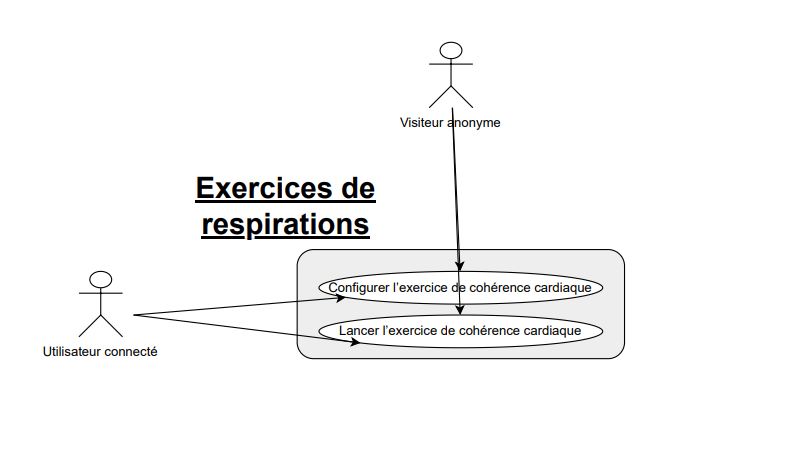 Visiteur anonyme
Exercices de
respirations
Configurer l'exercice de cohérence cardiaque
Lancer l'exercice de cohérence cardiaque
Utilisateur connecté